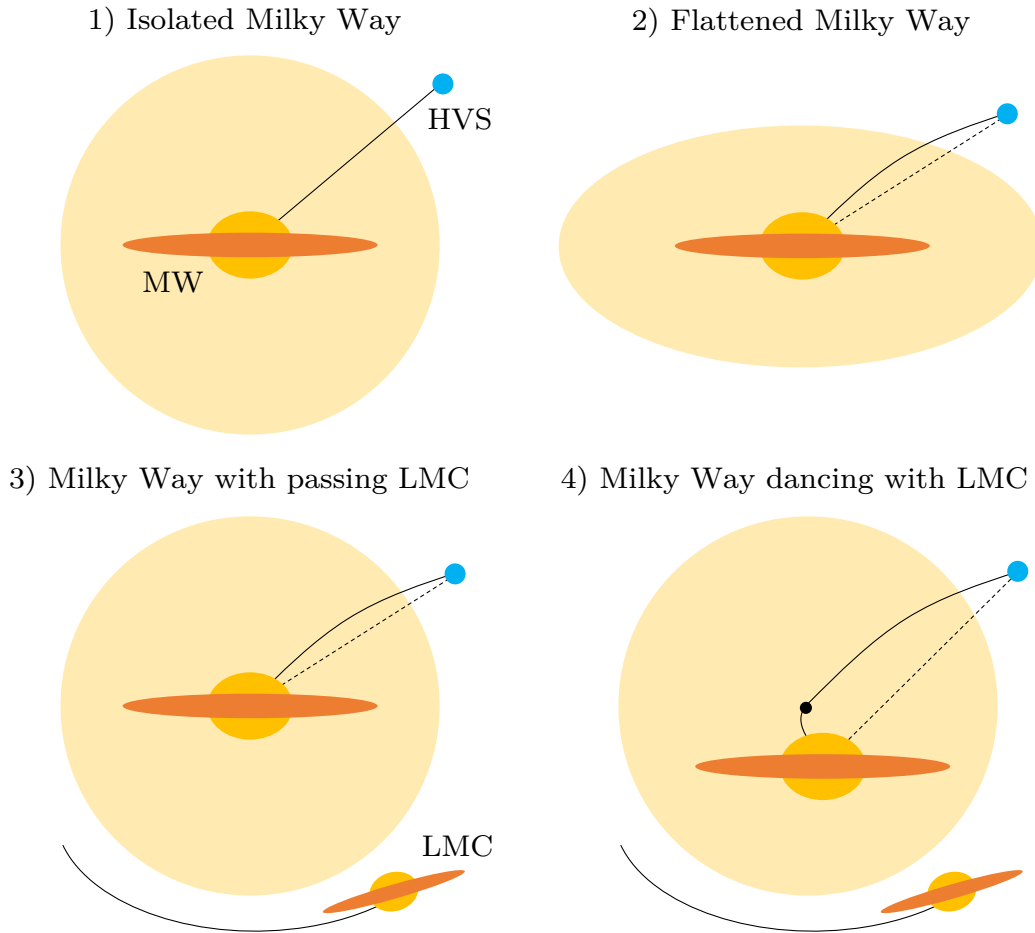 1) Isolated Milky Way
2) Flattened Milky Way
HVS
MW
3) Milky Way with passing LMC
4) Milky Way dancing with LMC
LMC